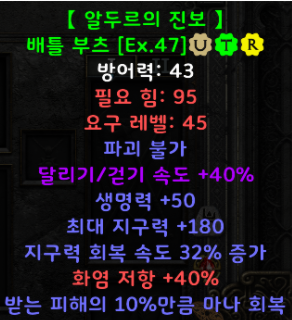 【 알두르의 진보 】
배틀 부츠 [Ex.47] U T R
방어력: 43
필요 힘: 95
요구 레벨: 45
파괴 불가
달리기/걷기 속도 +40%
생명력 +50
최대 지구력 +180
지구력 회복 속도 32% 증가
화염 저항 +40%
받는 피해의 10%만큼 마나 회복